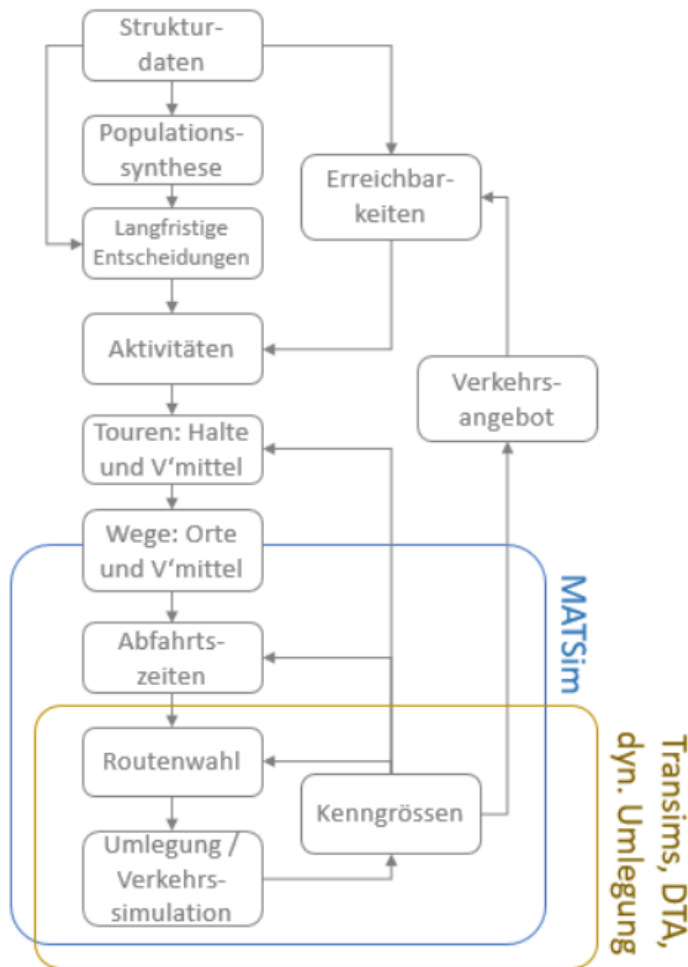 Struktur-
daten
Populations-
synthese
Erreichbar-
keiten
Langfristige
Entscheidungen
Aktivitäten
Verkehrs-
angebot
Touren: Halte
und V'mittel
Wege: Orte
und V'mittel
MATSim
Abfahrts-
zeiten
Routenwahl
Kenngrössen
Umlegung /
Verkehrs-
simulation
Transims, DTA,
dyn. Umlegung